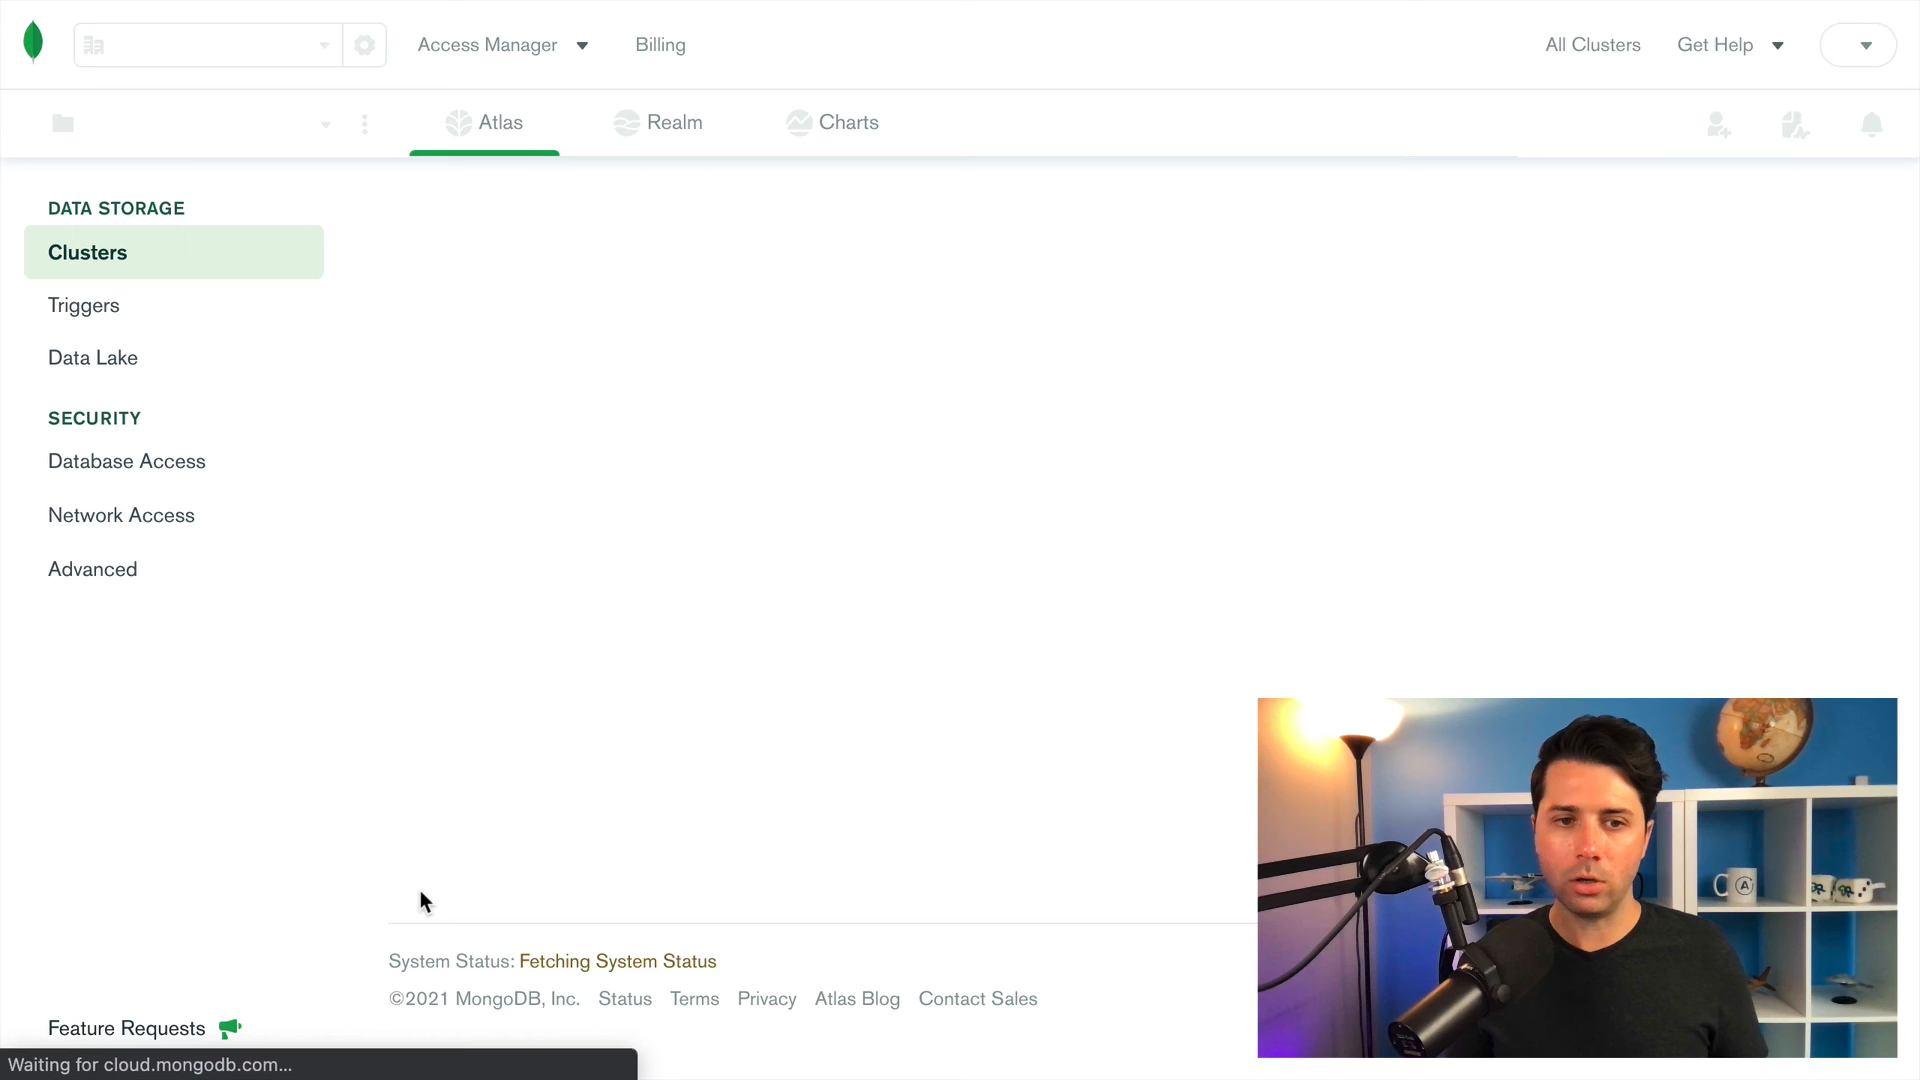 Access Manager
Billing
All Clusters
Get Help
Atlas
Realm
Charts
DATA STORAGE
Clusters
Triggers
Data Lake
SECURITY
Database Access
Network Access
Advanced
System Status: Fetching System Status
©2021 MongoDB, Inc. Status Terms Privacy Atlas Blog Contact Sales
Feature Requests
Waiting for cloud.mongodb.com...
A